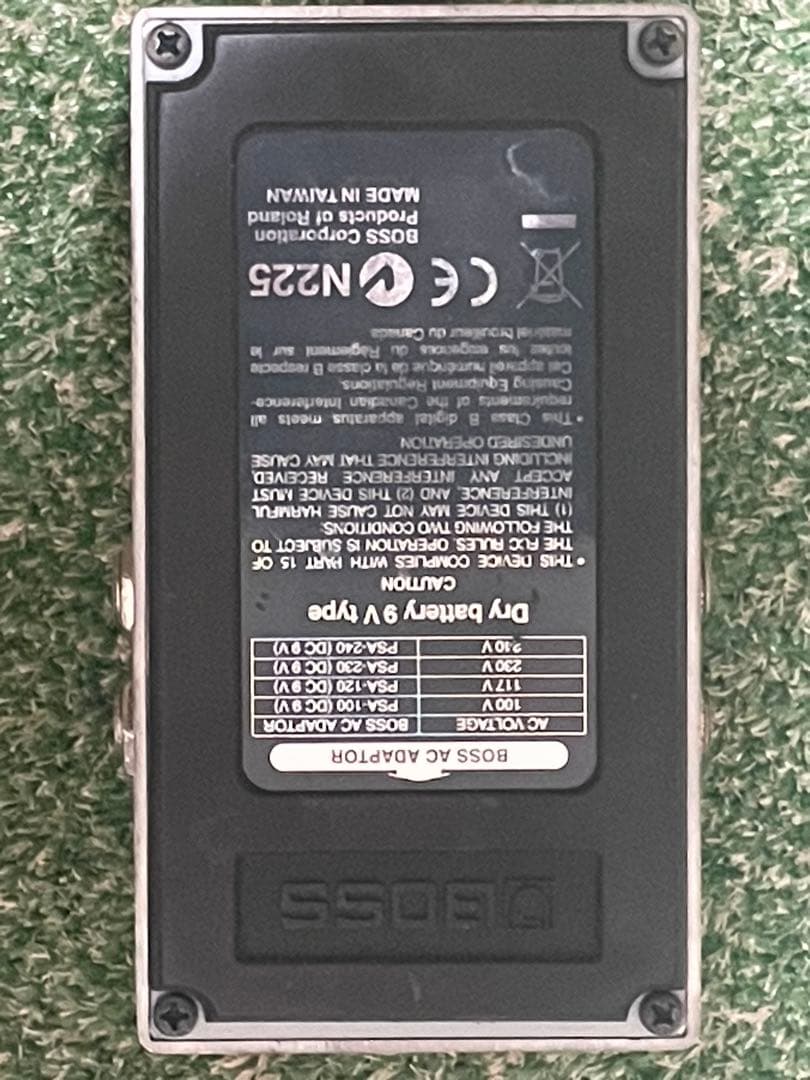 BOSS
BOSS AC ADAPTOR
AC VOLTAGE BOSS AC ADAPTOR
100 V PSA-100 (DC 9 V)
117 V PSA-120 (DC 9 V)
230 V PSA-230 (DC 9 V)
240 V PSA-240 (DC 9 V)
Dry battery 9 V type
CAUTION
• THIS DEVICE COMPLIES WITH PART 15 OF
THE FCC RULES. OPERATION IS SUBJECT TO
THE FOLLOWING TWO CONDITIONS:
(1) THIS DEVICE MAY NOT CAUSE HARMFUL
INTERFERENCE, AND (2) THIS DEVICE MUST
ACCEPT ANY INTERFERENCE RECEIVED,
INCLUDING INTERFERENCE THAT MAY CAUSE
UNDESIRED OPERATION
• This Class B digital apparatus meets all
requirements of the Canadian Interference-
Causing Equipment Regulations.
Cet appareil numérique de la classe B respecte
toutes les exigences du Règlement sur le
matériel brouilleur du Canada
CE N225
BOSS Corporation
Products of Roland
MADE IN TAIWAN